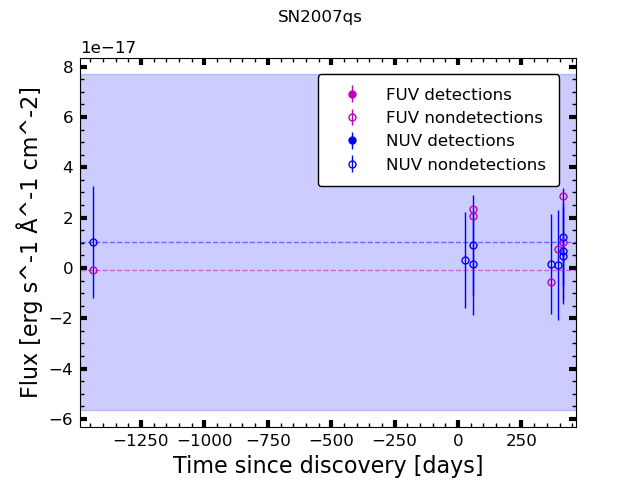 SN2007qs
1e−17
8
6
4
2
0
−2
−4
−6
Flux [erg s^-1 Å^-1 cm^-2]
FUV detections
FUV nondetections
NUV detections
NUV nondetections
−1250 −1000 −750 −500 −250 0 250
Time since discovery [days]